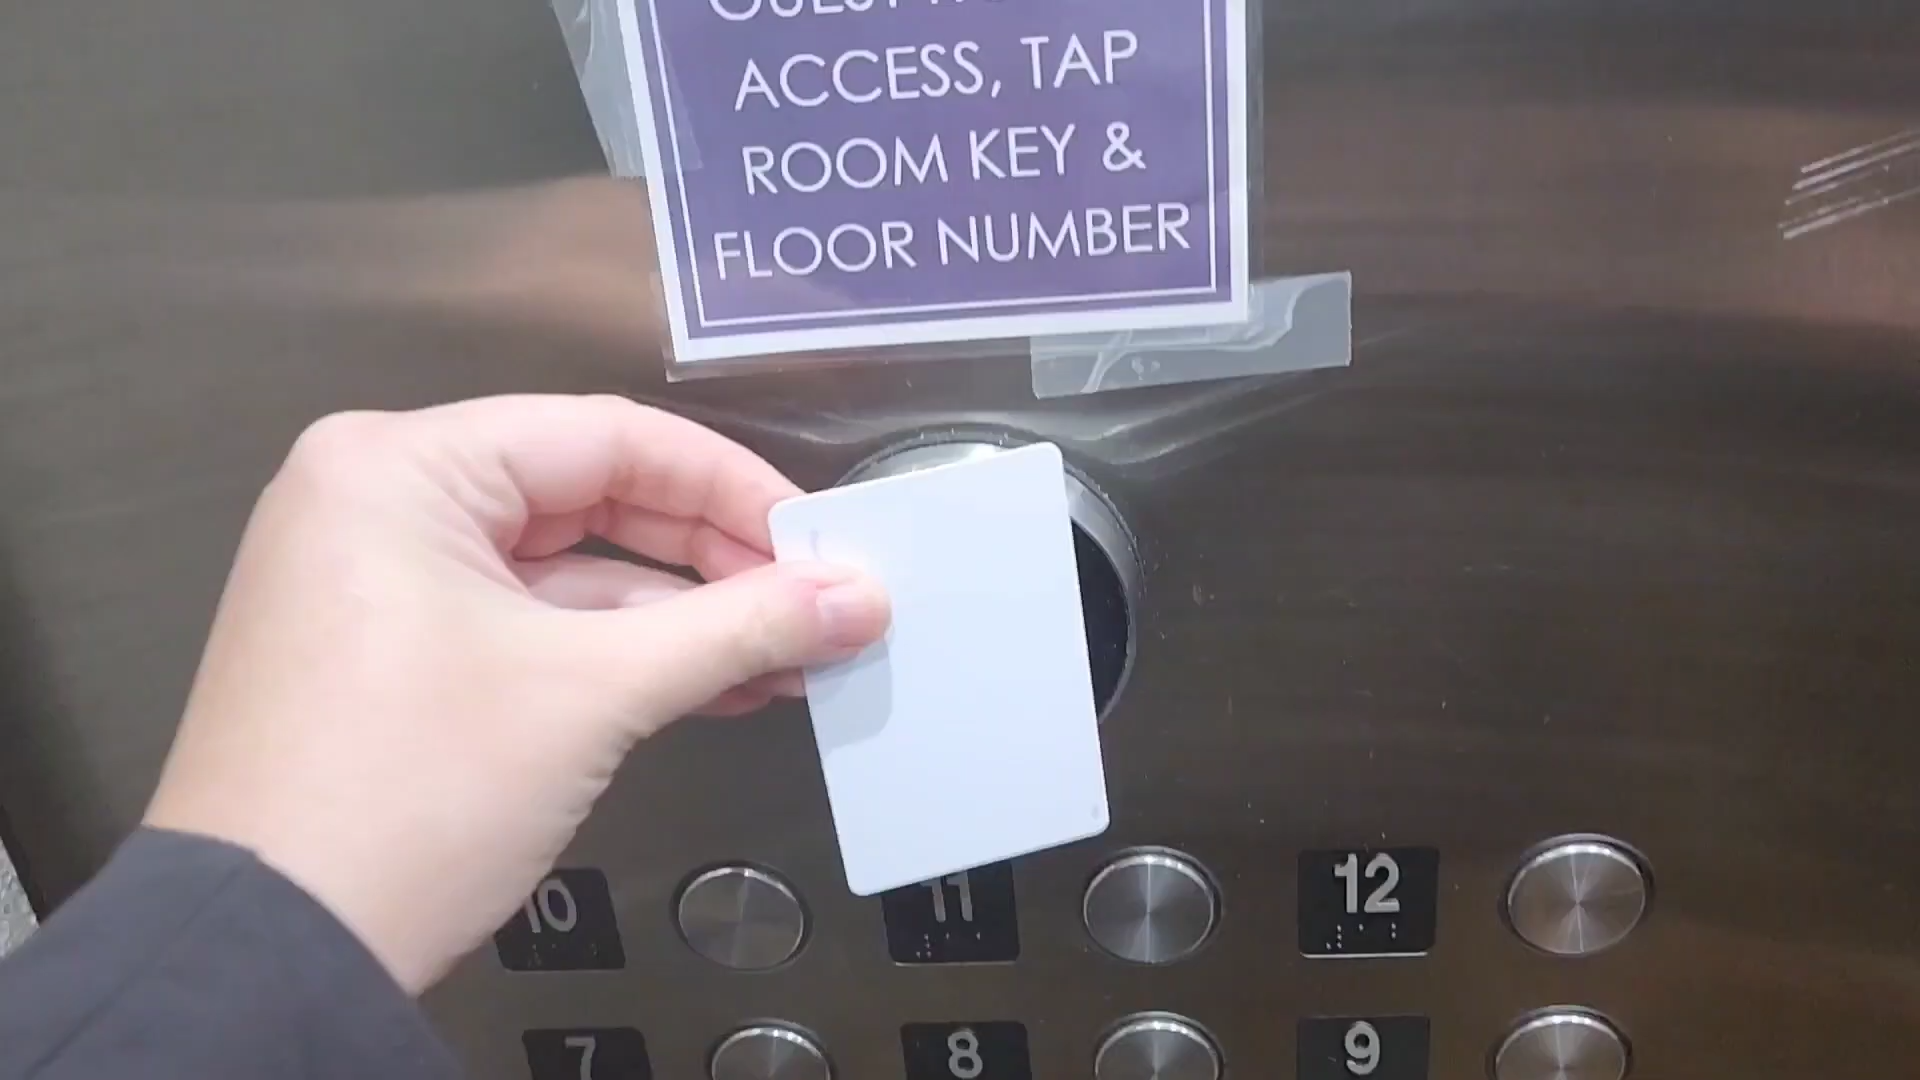 ACCESS, TAP
ROOM KEY &
FLOOR NUMBER
10 11 12
7 8 9